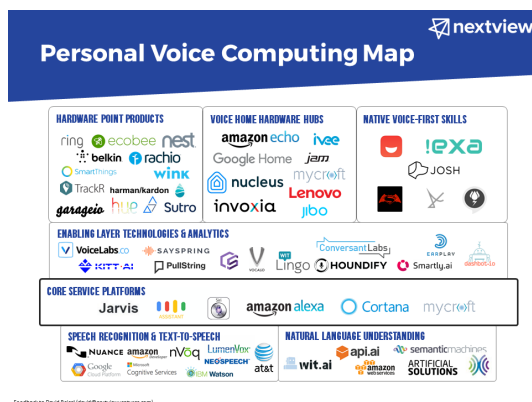 nextview
Personal Voice Computing Map
HARDWARE POINT PRODUCTS
ring ecobee nest
belkin rachio
SmartThings wink
TrackR harman/kardon
garageio hue Sutro
VOICE HOME HARDWARE HUBS
amazon echo ivee
Google Home jam
nucleus mycroft
Lenovo
invoxia jibo
NATIVE VOICE-FIRST SKILLS
!exa
JOSH
ENABLING LAYER TECHNOLOGIES & ANALYTICS
VoiceLabs.co SAYSPRING
KITT·AI PullString
VOCALID
WIT
Lingo
ConversantLabs
HOUNDIFY
EARPLAY
Smartly.ai
CORE SERVICE PLATFORMS
Jarvis amazon alexa Cortana mycroft
SPEECH RECOGNITION & TEXT-TO-SPEECH
NUANCE amazon nVoq LumenVox
developer
NEOSPEECH
at&t
Google
Cloud Platform
Microsoft
Cognitive Services
IBM Watson
NATURAL LANGUAGE UNDERSTANDING
wit.ai api.ai semanticmachines
amazon
webservices
ARTIFICIAL
SOLUTIONS